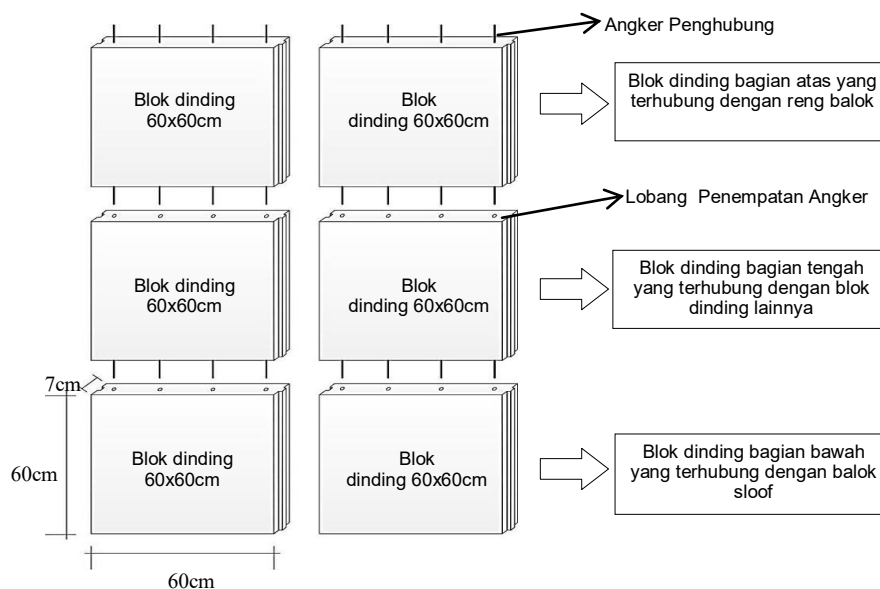 Angker Penghubung
Blok dinding
60x60cm
Blok
dinding 60x60cm
Blok dinding bagian atas yang
terhubung dengan reng balok
Lobang  Penempatan Angker
Blok dinding
60x60cm
Blok
dinding 60x60cm
Blok dinding bagian tengah
yang terhubung dengan blok
dinding lainnya
7cm
60cm
Blok dinding
60x60cm
Blok
dinding 60x60cm
Blok dinding bagian bawah
yang terhubung dengan balok
sloof
60cm